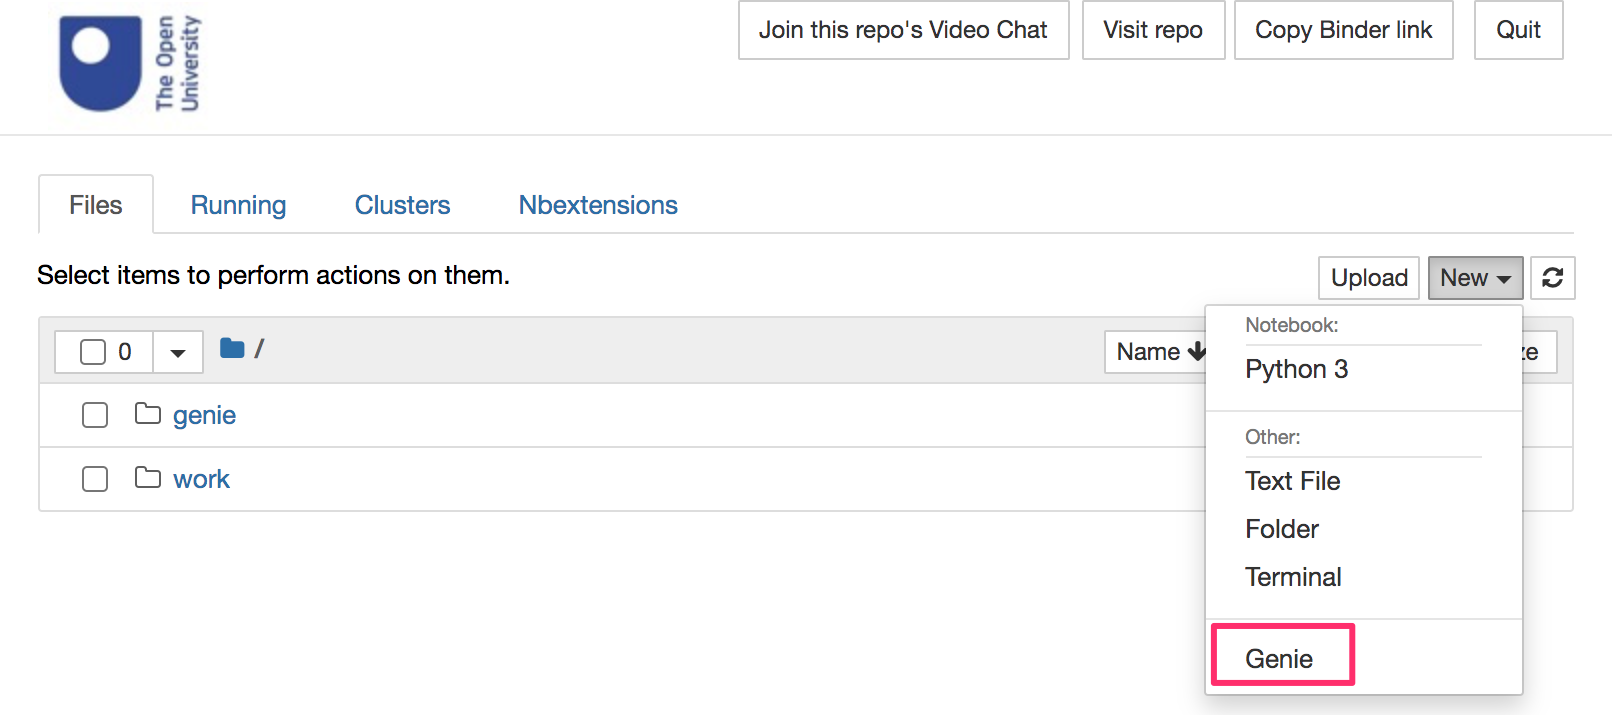 The Open
University
Join this repo's Video Chat
Visit repo
Copy Binder link
Quit
Files
Running
Clusters
Nbextensions
Select items to perform actions on them.
Upload
New
0
/
Name
ze
Notebook:
Python 3
Other:
Text File
Folder
Terminal
Genie
genie
work